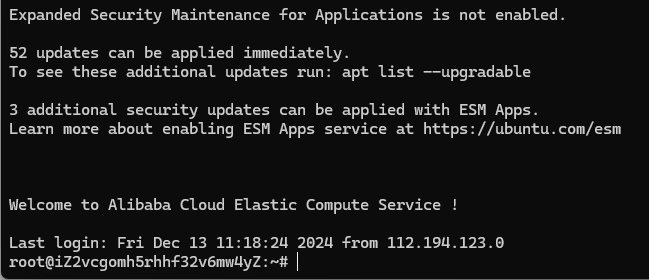 Expanded Security Maintenance for Applications is not enabled.
52 updates can be applied immediately.
To see these additional updates run: apt list --upgradable
3 additional security updates can be applied with ESM Apps.
Learn more about enabling ESM Apps service at https://ubuntu.com/esm
Welcome to Alibaba Cloud Elastic Compute Service !
Last login: Fri Dec 13 11:18:24 2024 from 112.194.123.0
root@iZ2vcgomh5rhhf32v6mw4yZ:~#